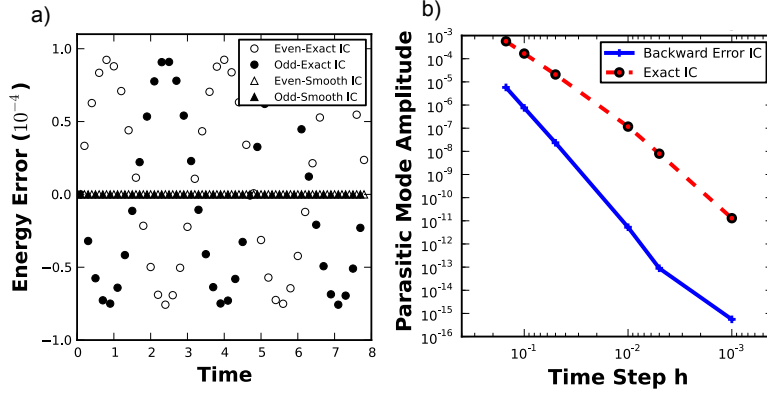 a)
Energy Error (10⁻⁴)
1.0
0.5
0.0
−0.5
−1.0
Even-Exact IC
Odd-Exact IC
Even-Smooth IC
Odd-Smooth IC
0 1 2 3 4 5 6 7 8
Time
b)
Parasitic Mode Amplitude
10⁻³
10⁻⁴
10⁻⁵
10⁻⁶
10⁻⁷
10⁻⁸
10⁻⁹
10⁻¹⁰
10⁻¹¹
10⁻¹²
10⁻¹³
10⁻¹⁴
10⁻¹⁵
10⁻¹⁶
Backward Error IC
Exact IC
10⁻¹ 10⁻² 10⁻³
Time Step h